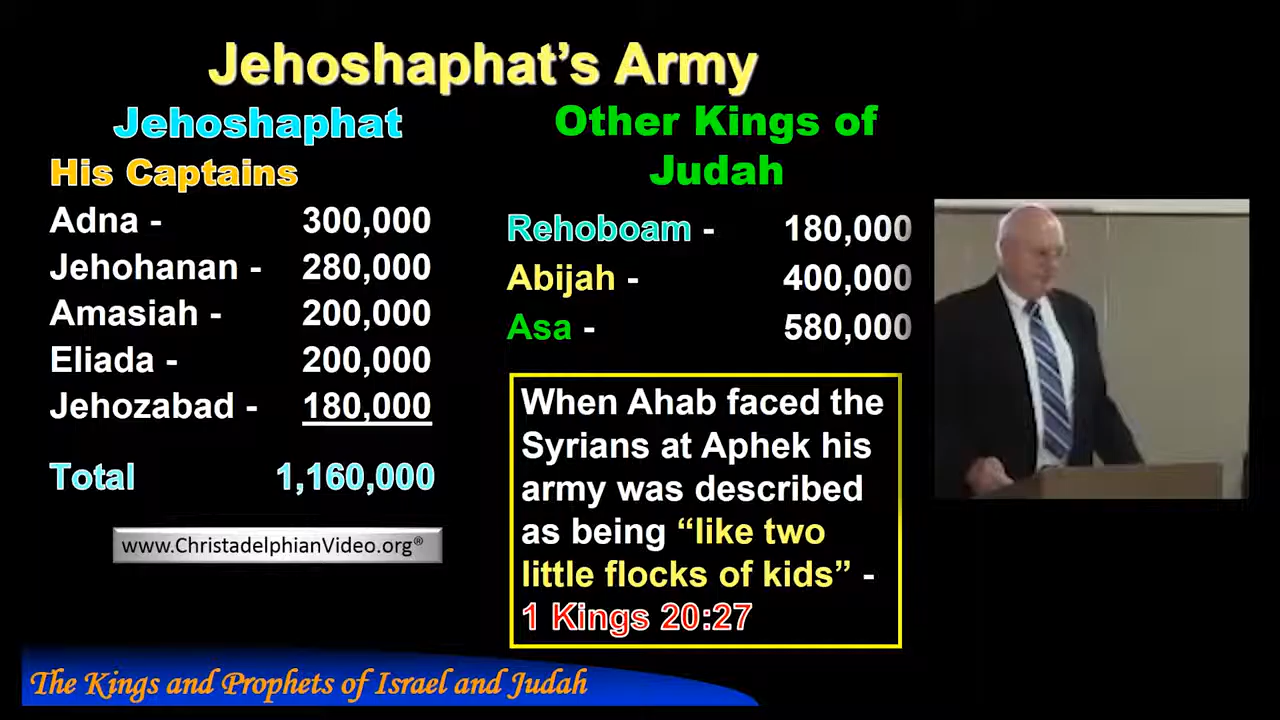 Jehoshaphat's Army
Jehoshaphat
His Captains
Adna - 300,000
Jehohanan - 280,000
Amasiah - 200,000
Eliada - 200,000
Jehozabad - 180,000
Total 1,160,000
www.ChristadelphianVideo.org®
Other Kings of
Judah
Rehoboam - 180,000
Abijah - 400,000
Asa - 580,000
When Ahab faced the
Syrians at Aphek his
army was described
as being “like two
little flocks of kids” -
1 Kings 20:27
The Kings and Prophets of Israel and Judah